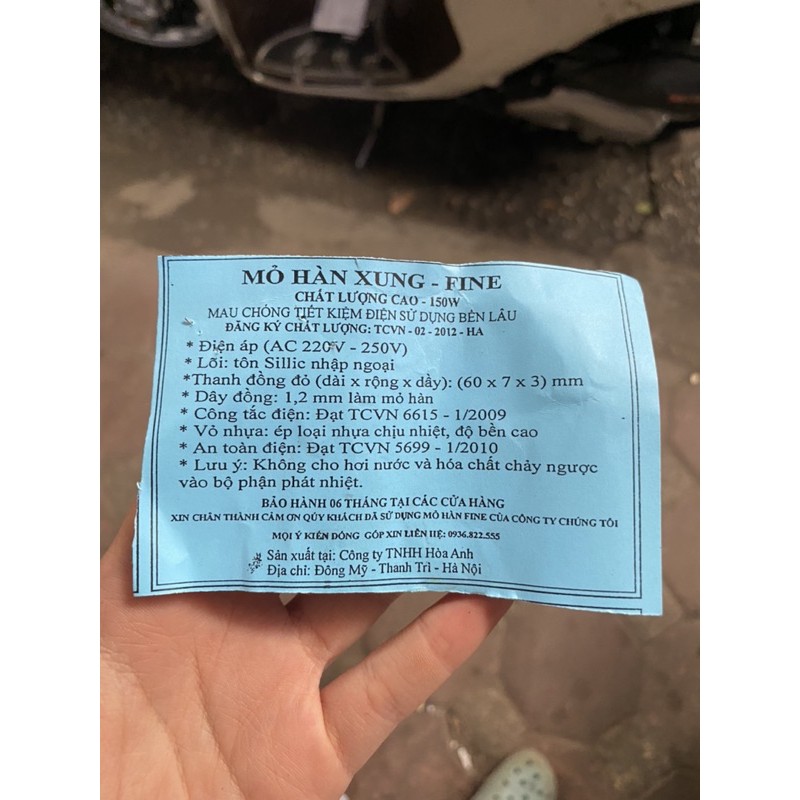 MỎ HÀN XUNG - FINE
CHẤT LƯỢNG CAO - 150W
MAU CHÓNG TIẾT KIỆM ĐIỆN SỬ DỤNG BỀN LÂU
ĐĂNG KÝ CHẤT LƯỢNG: TCVN - 02 - 2012 - HA
* Điện áp (AC 220V - 250V)
* Lõi: tôn Sillic nhập ngoại
*Thanh đồng đỏ (dài x rộng x dầy): (60 x 7 x 3) mm
* Dây đồng: 1,2 mm làm mỏ hàn
* Công tắc điện: Đạt TCVN 6615 - 1/2009
* Vỏ nhựa: ép loại nhựa chịu nhiệt, độ bền cao
* An toàn điện: Đạt TCVN 5699 - 1/2010
* Lưu ý: Không cho hơi nước và hóa chất chảy ngược
vào bộ phận phát nhiệt.
BẢO HÀNH 06 THÁNG TẠI CÁC CỬA HÀNG
XIN CHÂN THÀNH CẢM ƠN QÚY KHÁCH ĐÃ SỬ DỤNG MỎ HÀN FINE CỦA CÔNG TY CHÚNG TÔI
MỌI Ý KIẾN ĐÓNG GÓP XIN LIÊN HỆ: 0936.822.555
Sản xuất tại: Công ty TNHH Hòa Anh
Địa chỉ: Đông Mỹ - Thanh Trì - Hà Nội